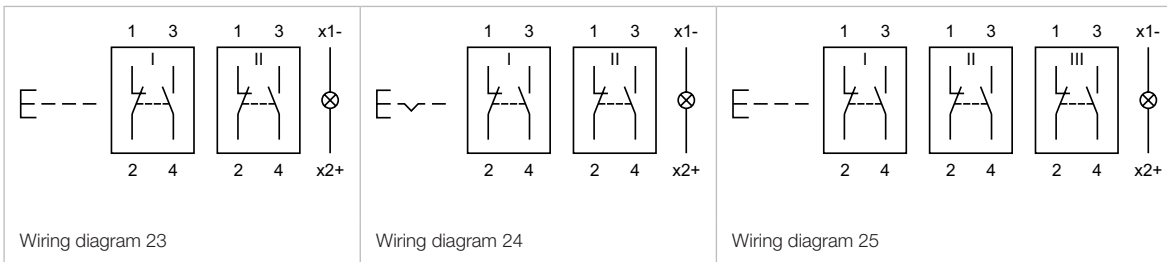 1 3 1 3 x1-
I II
2 4 2 4 x2+
Wiring diagram 23
1 3 1 3 x1-
I II
2 4 2 4 x2+
Wiring diagram 24
1 3 1 3 1 3 x1-
I II III
2 4 2 4 2 4 x2+
Wiring diagram 25